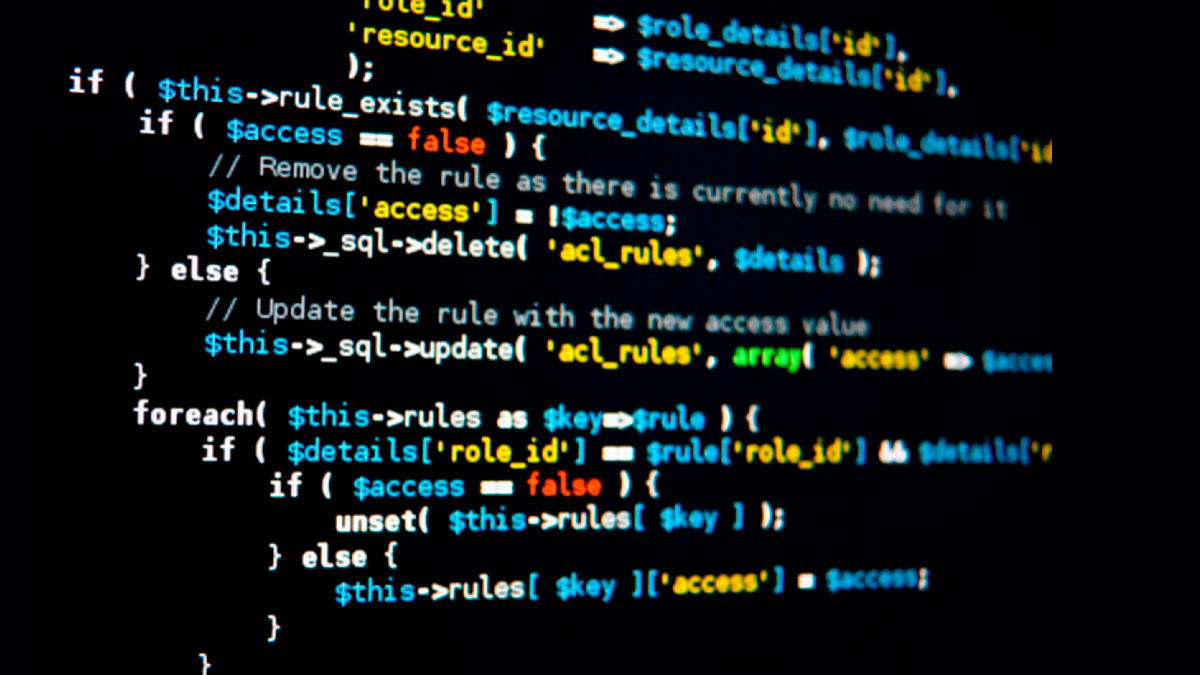 'role_id' => $role_details['id'],
'resource_id' => $resource_details['id'],
);
if ( $this->rule_exists( $resource_details['id'], $role_details['id
if ( $access == false ) {
// Remove the rule as there is currently no need for it
$details['access'] = !$access;
$this->_sql->delete( 'acl_rules', $details );
} else {
// Update the rule with the new access value
$this->_sql->update( 'acl_rules', array( 'access' => $acces
}
foreach( $this->rules as $key=>$rule ) {
if ( $details['role_id'] == $rule['role_id'] && $details['r
if ( $access == false ) {
unset( $this->rules[ $key ] );
} else {
$this->rules[ $key ]['access'] = $access;
}
}